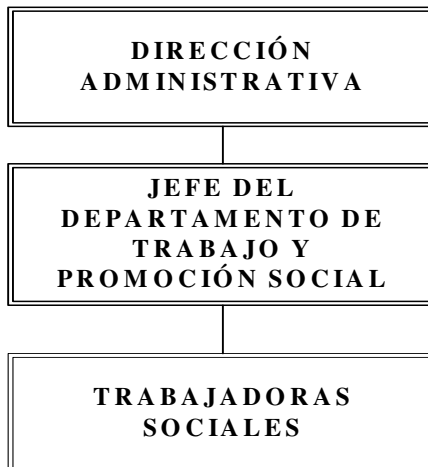 DIRECCIÓN
ADMINISTRATIVA
JEFE DEL
DEPARTAMENTO DE
TRABAJO Y
PROMOCIÓN SOCIAL
TRABAJADORAS
SOCIALES